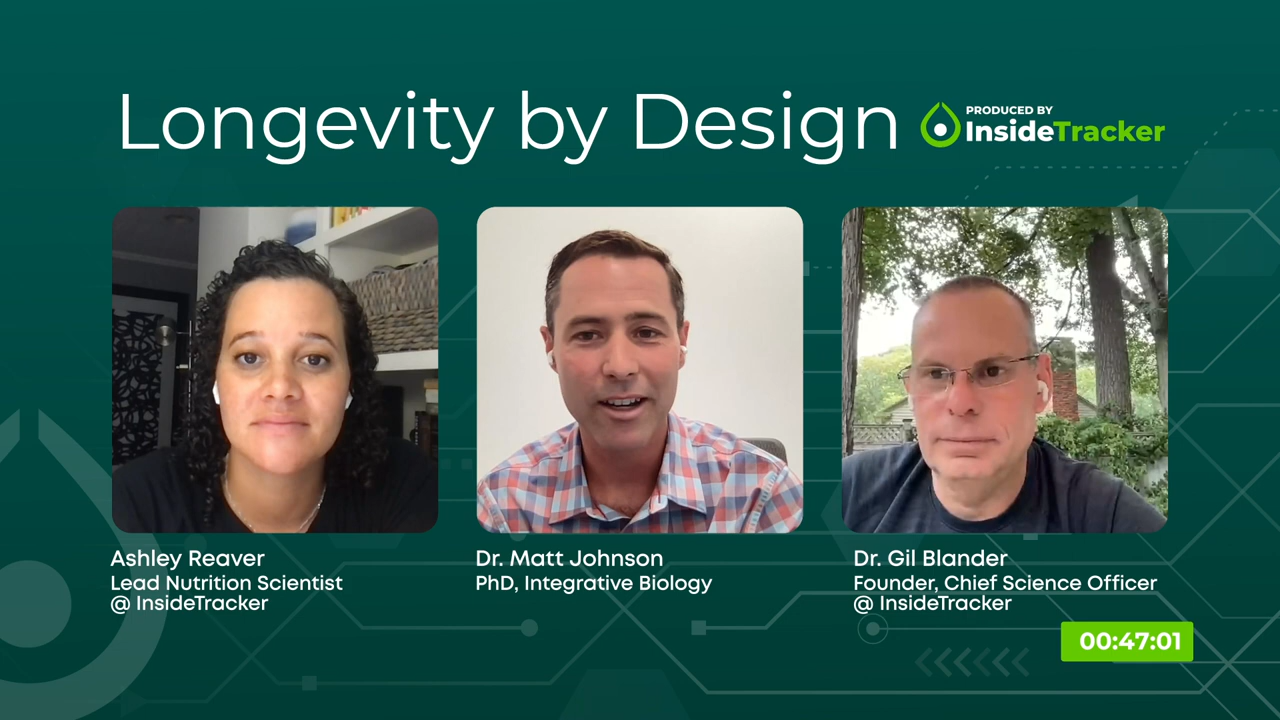 Longevity by Design
PRODUCED BY
InsideTracker
Ashley Reaver
Lead Nutrition Scientist
@ InsideTracker
Dr. Matt Johnson
PhD, Integrative Biology
Dr. Gil Blander
Founder, Chief Science Officer
@ InsideTracker
00:47:01